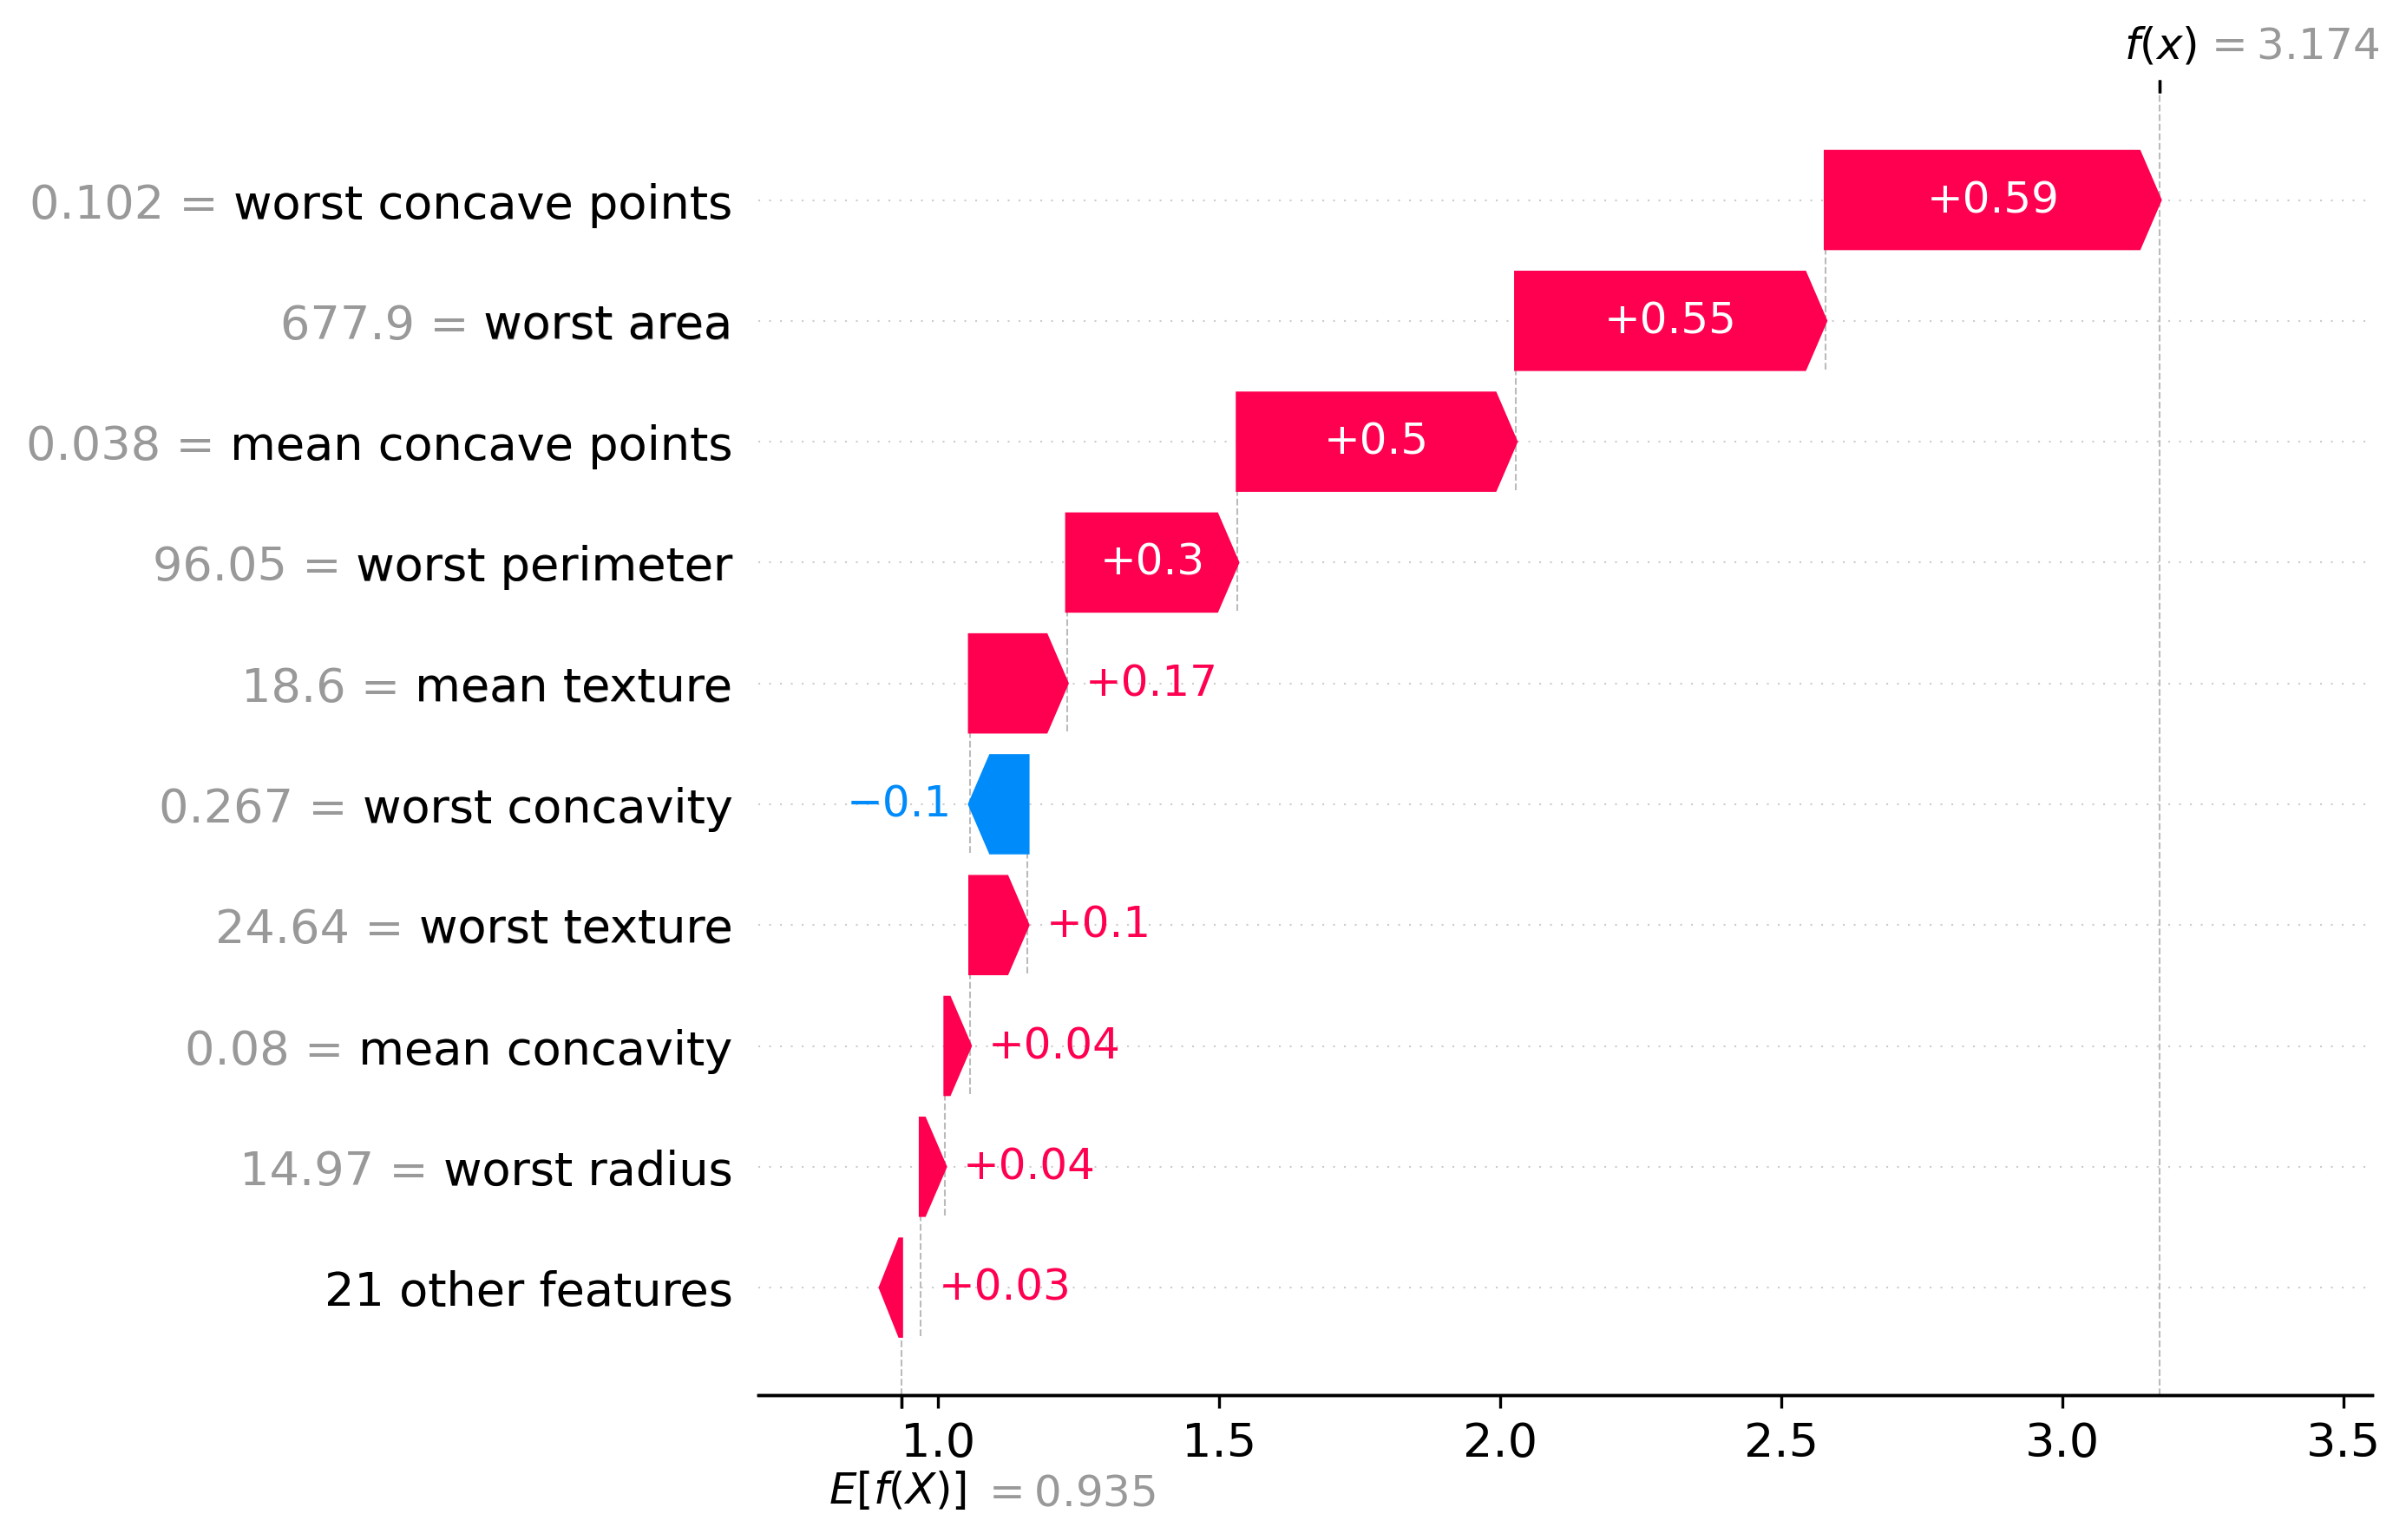 f(x) = 3.174
0.102 = worst concave points +0.59
677.9 = worst area +0.55
0.038 = mean concave points +0.5
96.05 = worst perimeter +0.3
18.6 = mean texture +0.17
0.267 = worst concavity −0.1
24.64 = worst texture +0.1
0.08 = mean concavity +0.04
14.97 = worst radius +0.04
21 other features +0.03
1.0 1.5 2.0 2.5 3.0 3.5
E[f(X)] = 0.935